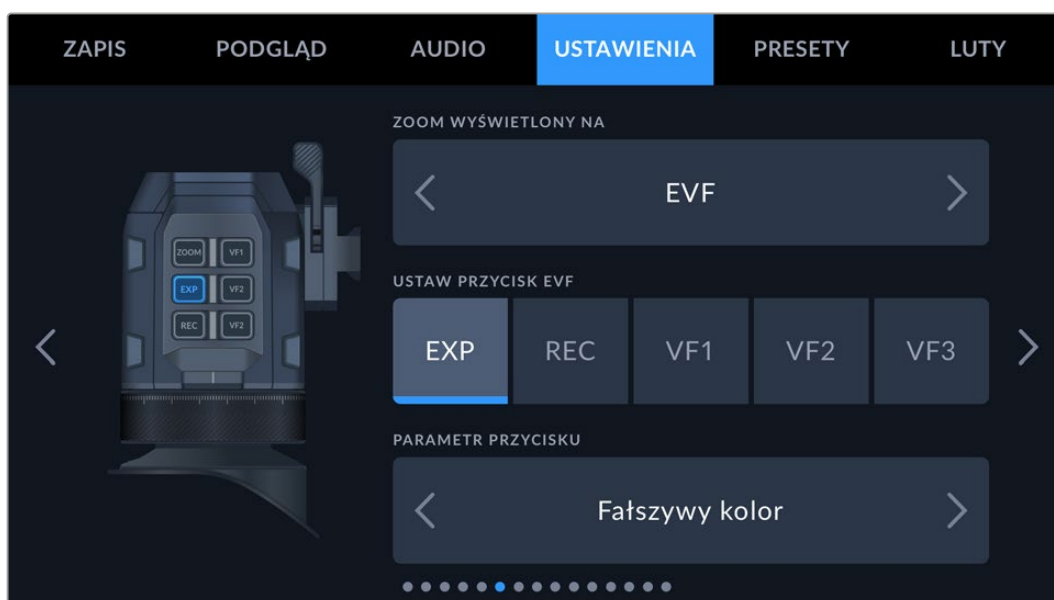 ZAPIS PODGLĄD AUDIO USTAWIENIA PRESETY LUTY
ZOOM WYŚWIETLONY NA
EVF
ZOOM VF1
EXP VF2
REC VF2
USTAW PRZYCISK EVF
EXP REC VF1 VF2 VF3
PARAMETR PRZYCISKU
Fałszywy kolor